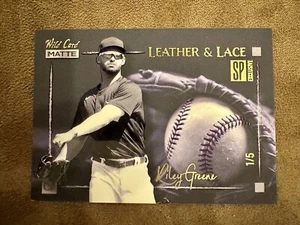 Wild Card
MATTE
LEATHER & LACE
SP
Riley Greene
1/5